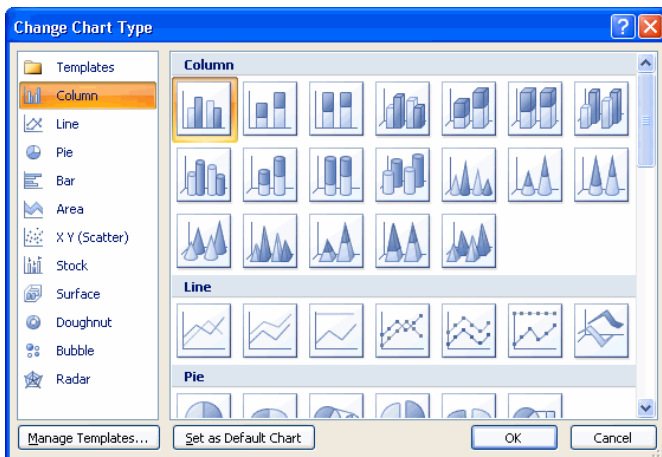 Change Chart Type
Templates
Column
Line
Pie
Bar
Area
X Y (Scatter)
Stock
Surface
Doughnut
Bubble
Radar
Column
Line
Pie
Manage Templates...
Set as Default Chart
OK
Cancel